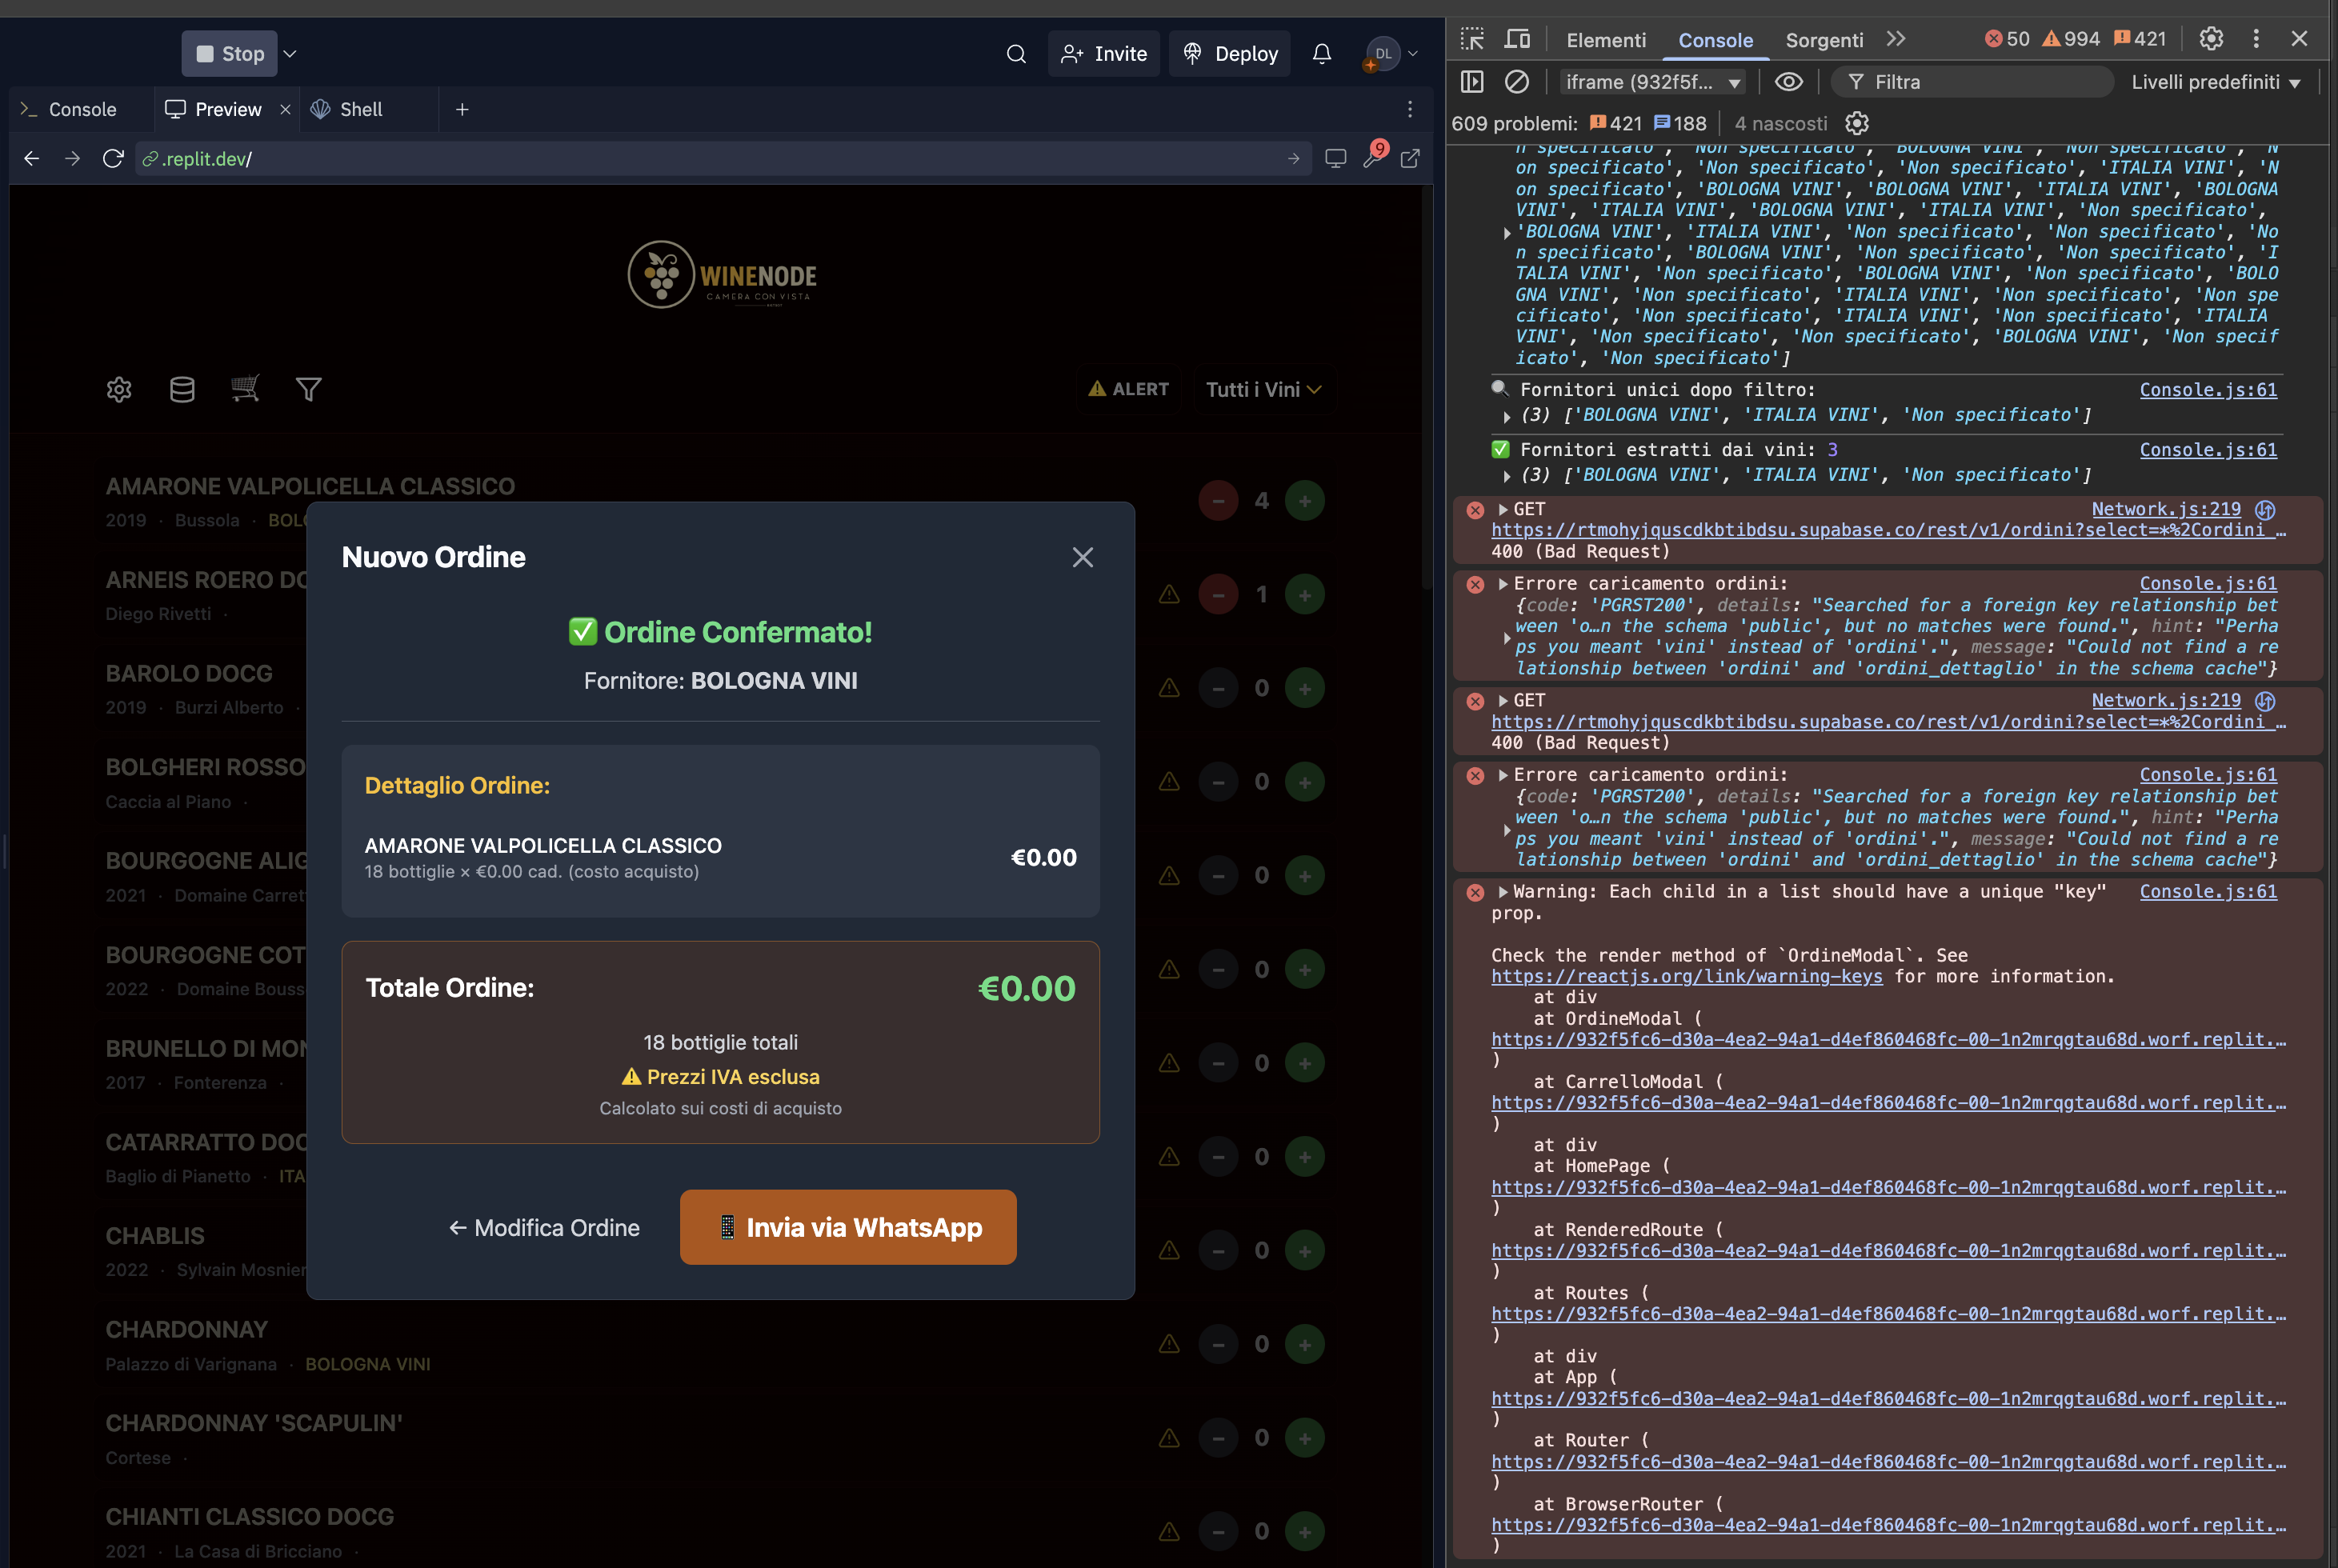 Stop
Invite
Deploy
DL
Console
Preview
Shell
.replit.dev/
9
WINENODE
CAMERA CON VISTA
ALERT
Tutti i Vini
AMARONE VALPOLICELLA CLASSICO
2019 · Bussola ·
4
ARNEIS ROERO
Diego Rivetti ·
1
BAROLO DOCG
2019 · Burzi Alberto ·
0
BOLGHERI ROSSO
Caccia al Piano ·
0
BOURGOGNE
2021 · Domaine
0
BOURGOGNE
2022 · Domaine
0
BRUNELLO DI
2017 · Fonterenza ·
0
CATARRATTO
Baglio di Pianetto ·
0
CHABLIS
2022 · Sylvain
0
CHARDONNAY
Palazzo di Varignana · BOLOGNA VINI
0
CHARDONNAY 'SCAPULIN'
Cortese ·
0
CHIANTI CLASSICO DOCG
2021 · La Casa di Bricciano ·
0
Nuovo Ordine
✅ Ordine Confermato!
Fornitore: BOLOGNA VINI
Dettaglio Ordine:
AMARONE VALPOLICELLA CLASSICO
18 bottiglie × €0.00 cad. (costo acquisto)
€0.00
Totale Ordine:
€0.00
18 bottiglie totali
⚠️ Prezzi IVA esclusa
Calcolato sui costi di acquisto
← Modifica Ordine
📱 Invia via WhatsApp
Elementi
Console
Sorgenti
50
994
421
iframe (932f5f...
Filtra
Livelli predefiniti
609 problemi: 421 188
4 nascosti
n specificato', 'Non specificato', 'BOLOGNA VINI', 'Non specificato', 'N
on specificato', 'Non specificato', 'Non specificato', 'ITALIA VINI', 'N
on specificato', 'BOLOGNA VINI', 'BOLOGNA VINI', 'ITALIA VINI', 'BOLOGNA
VINI', 'ITALIA VINI', 'BOLOGNA VINI', 'ITALIA VINI', 'Non specificato',
'BOLOGNA VINI', 'ITALIA VINI', 'Non specificato', 'Non specificato', 'No
n specificato', 'BOLOGNA VINI', 'Non specificato', 'Non specificato', 'I
TALIA VINI', 'Non specificato', 'BOLOGNA VINI', 'Non specificato', 'BOLO
GNA VINI', 'Non specificato', 'ITALIA VINI', 'Non specificato', 'Non spe
cificato', 'Non specificato', 'ITALIA VINI', 'Non specificato', 'ITALIA
VINI', 'Non specificato', 'Non specificato', 'BOLOGNA VINI', 'Non specif
icato', 'Non specificato']
🔍 Fornitori unici dopo filtro:
Console.js:61
(3) ['BOLOGNA VINI', 'ITALIA VINI', 'Non specificato']
✅ Fornitori estratti dai vini: 3
Console.js:61
(3) ['BOLOGNA VINI', 'ITALIA VINI', 'Non specificato']
GET
Network.js:219
https://rtmohyjquscdkbtibdsu.supabase.co/rest/v1/ordini?select=*%2Cordini_…
400 (Bad Request)
Errore caricamento ordini:
Console.js:61
{code: 'PGRST200', details: "Searched for a foreign key relationship bet
ween 'o…n the schema 'public', but no matches were found.", hint: "Perha
ps you meant 'vini' instead of 'ordini'.", message: "Could not find a re
lationship between 'ordini' and 'ordini_dettaglio' in the schema cache"}
GET
Network.js:219
https://rtmohyjquscdkbtibdsu.supabase.co/rest/v1/ordini?select=*%2Cordini_…
400 (Bad Request)
Errore caricamento ordini:
Console.js:61
{code: 'PGRST200', details: "Searched for a foreign key relationship bet
ween 'o…n the schema 'public', but no matches were found.", hint: "Perha
ps you meant 'vini' instead of 'ordini'.", message: "Could not find a re
lationship between 'ordini' and 'ordini_dettaglio' in the schema cache"}
Warning: Each child in a list should have a unique "key"
Console.js:61
prop.
Check the render method of `OrdineModal`. See
https://reactjs.org/link/warning-keys for more information.
at div
at OrdineModal (
https://932f5fc6-d30a-4ea2-94a1-d4ef860468fc-00-1n2mrqgtau68d.worf.replit.…
)
at CarrelloModal (
https://932f5fc6-d30a-4ea2-94a1-d4ef860468fc-00-1n2mrqgtau68d.worf.replit.…
)
at div
at HomePage (
https://932f5fc6-d30a-4ea2-94a1-d4ef860468fc-00-1n2mrqgtau68d.worf.replit.…
)
at RenderedRoute (
https://932f5fc6-d30a-4ea2-94a1-d4ef860468fc-00-1n2mrqgtau68d.worf.replit.…
)
at Routes (
https://932f5fc6-d30a-4ea2-94a1-d4ef860468fc-00-1n2mrqgtau68d.worf.replit.…
)
at div
at App (
https://932f5fc6-d30a-4ea2-94a1-d4ef860468fc-00-1n2mrqgtau68d.worf.replit.…
)
at Router (
https://932f5fc6-d30a-4ea2-94a1-d4ef860468fc-00-1n2mrqgtau68d.worf.replit.…
)
at BrowserRouter (
https://932f5fc6-d30a-4ea2-94a1-d4ef860468fc-00-1n2mrqgtau68d.worf.replit.…
)